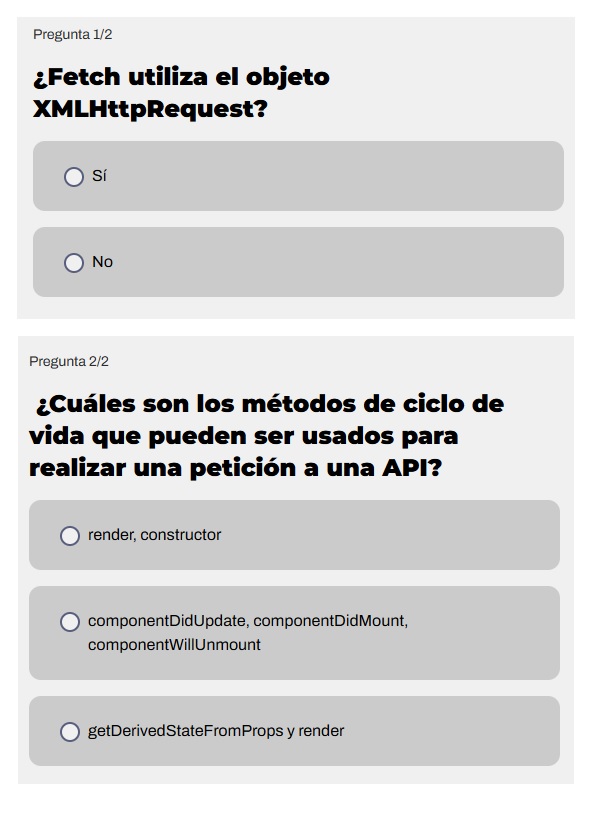 Pregunta 1/2
¿Fetch utiliza el objeto
XMLHttpRequest?
Sí
No
Pregunta 2/2
¿Cuáles son los métodos de ciclo de
vida que pueden ser usados para
realizar una petición a una API?
render, constructor
componentDidUpdate, componentDidMount,
componentWillUnmount
getDerivedStateFromProps y render